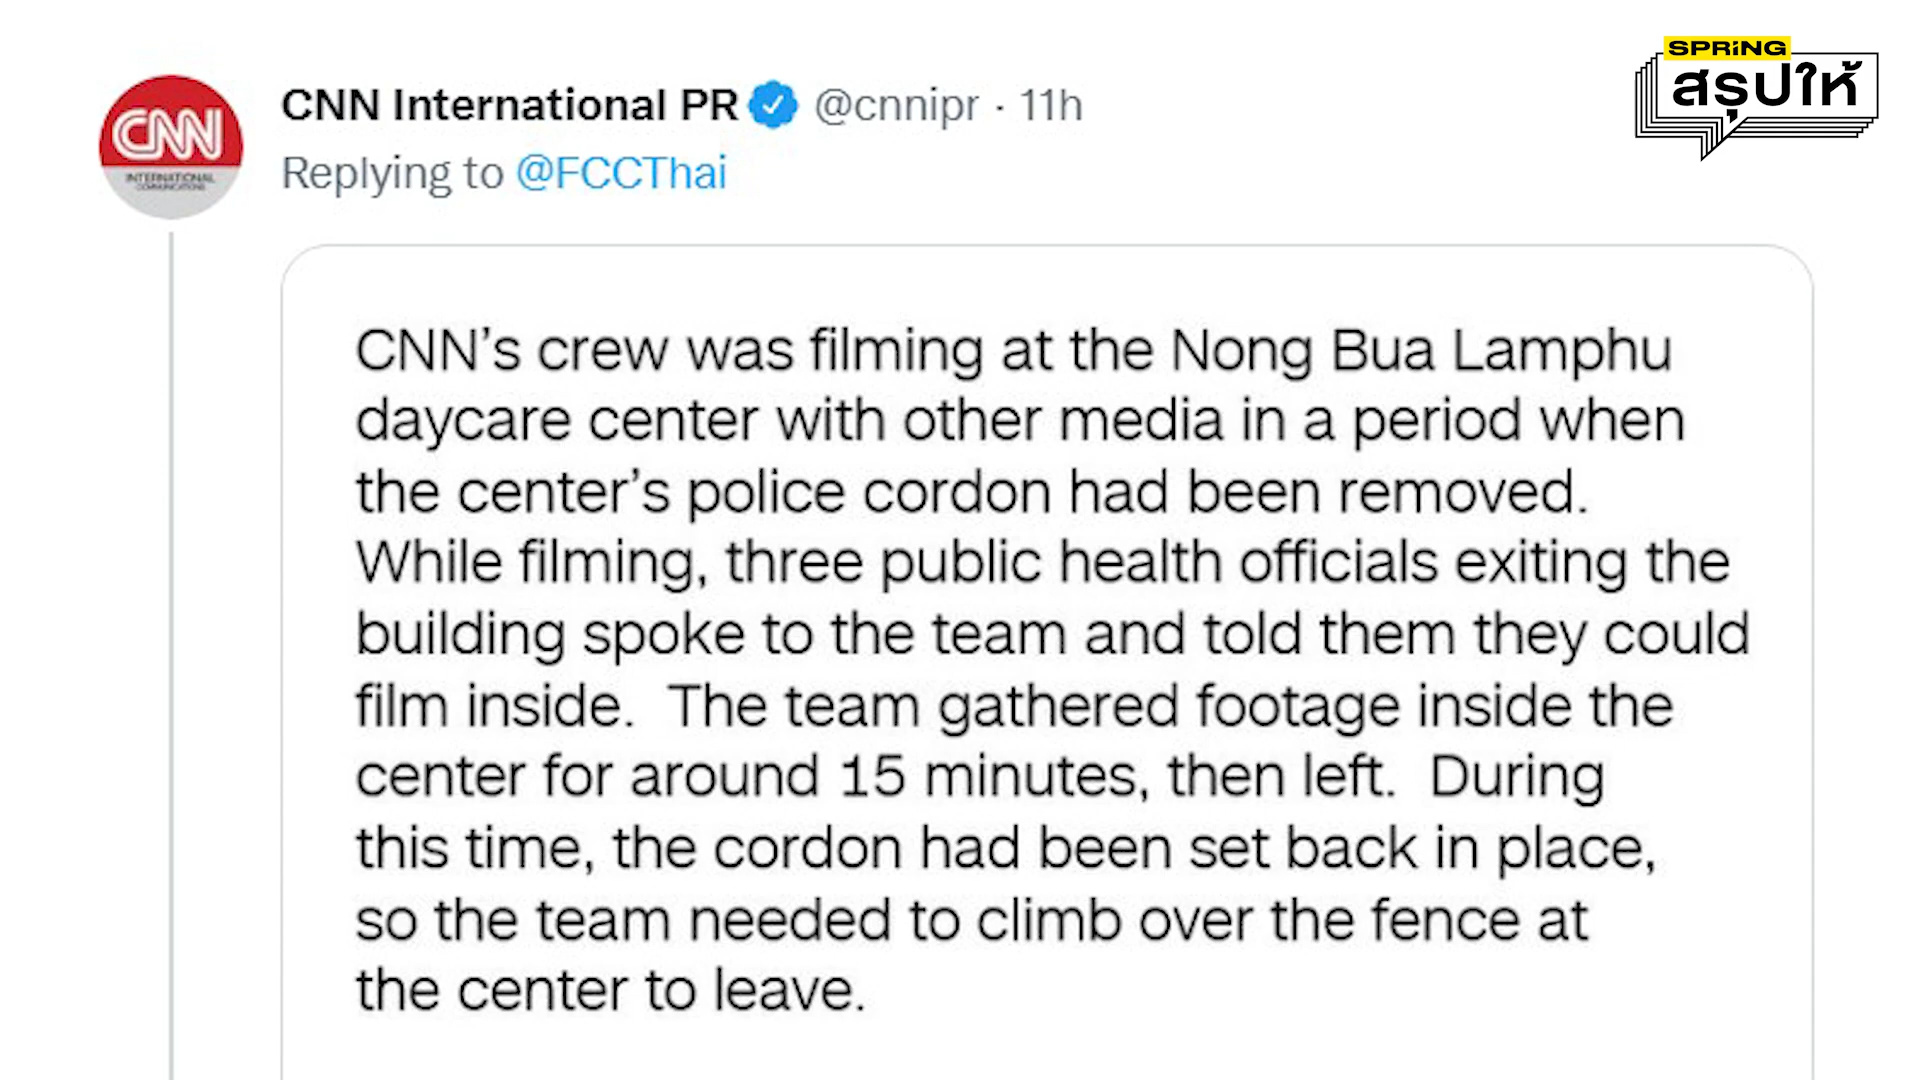 SPRiNG
สรุปให้
CNN International PR @cnnipr · 11h
Replying to @FCCThai
CNN
INTERNATIONAL
COMMUNICATIONS
CNN’s crew was filming at the Nong Bua Lamphu
daycare center with other media in a period when
the center’s police cordon had been removed.
While filming, three public health officials exiting the
building spoke to the team and told them they could
film inside.  The team gathered footage inside the
center for around 15 minutes, then left.  During
this time, the cordon had been set back in place,
so the team needed to climb over the fence at
the center to leave.